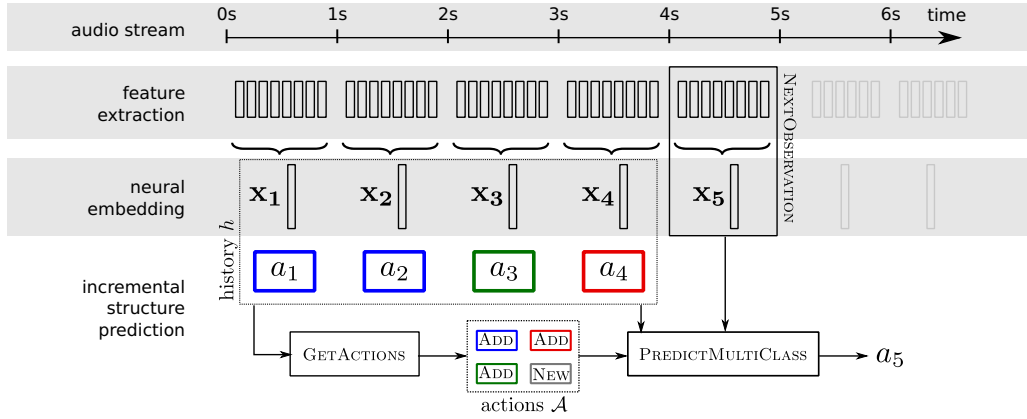 0s 1s 2s 3s 4s 5s 6s time
audio stream
feature
extraction
NEXTOBSERVATION
neural
embedding
x₁ x₂ x₃ x₄ x₅
history h
a₁ a₂ a₃ a₄
incremental
structure
prediction
GETACTIONS
ADD ADD
ADD NEW
actions 𝒜
PREDICTMULTICLASS
a₅